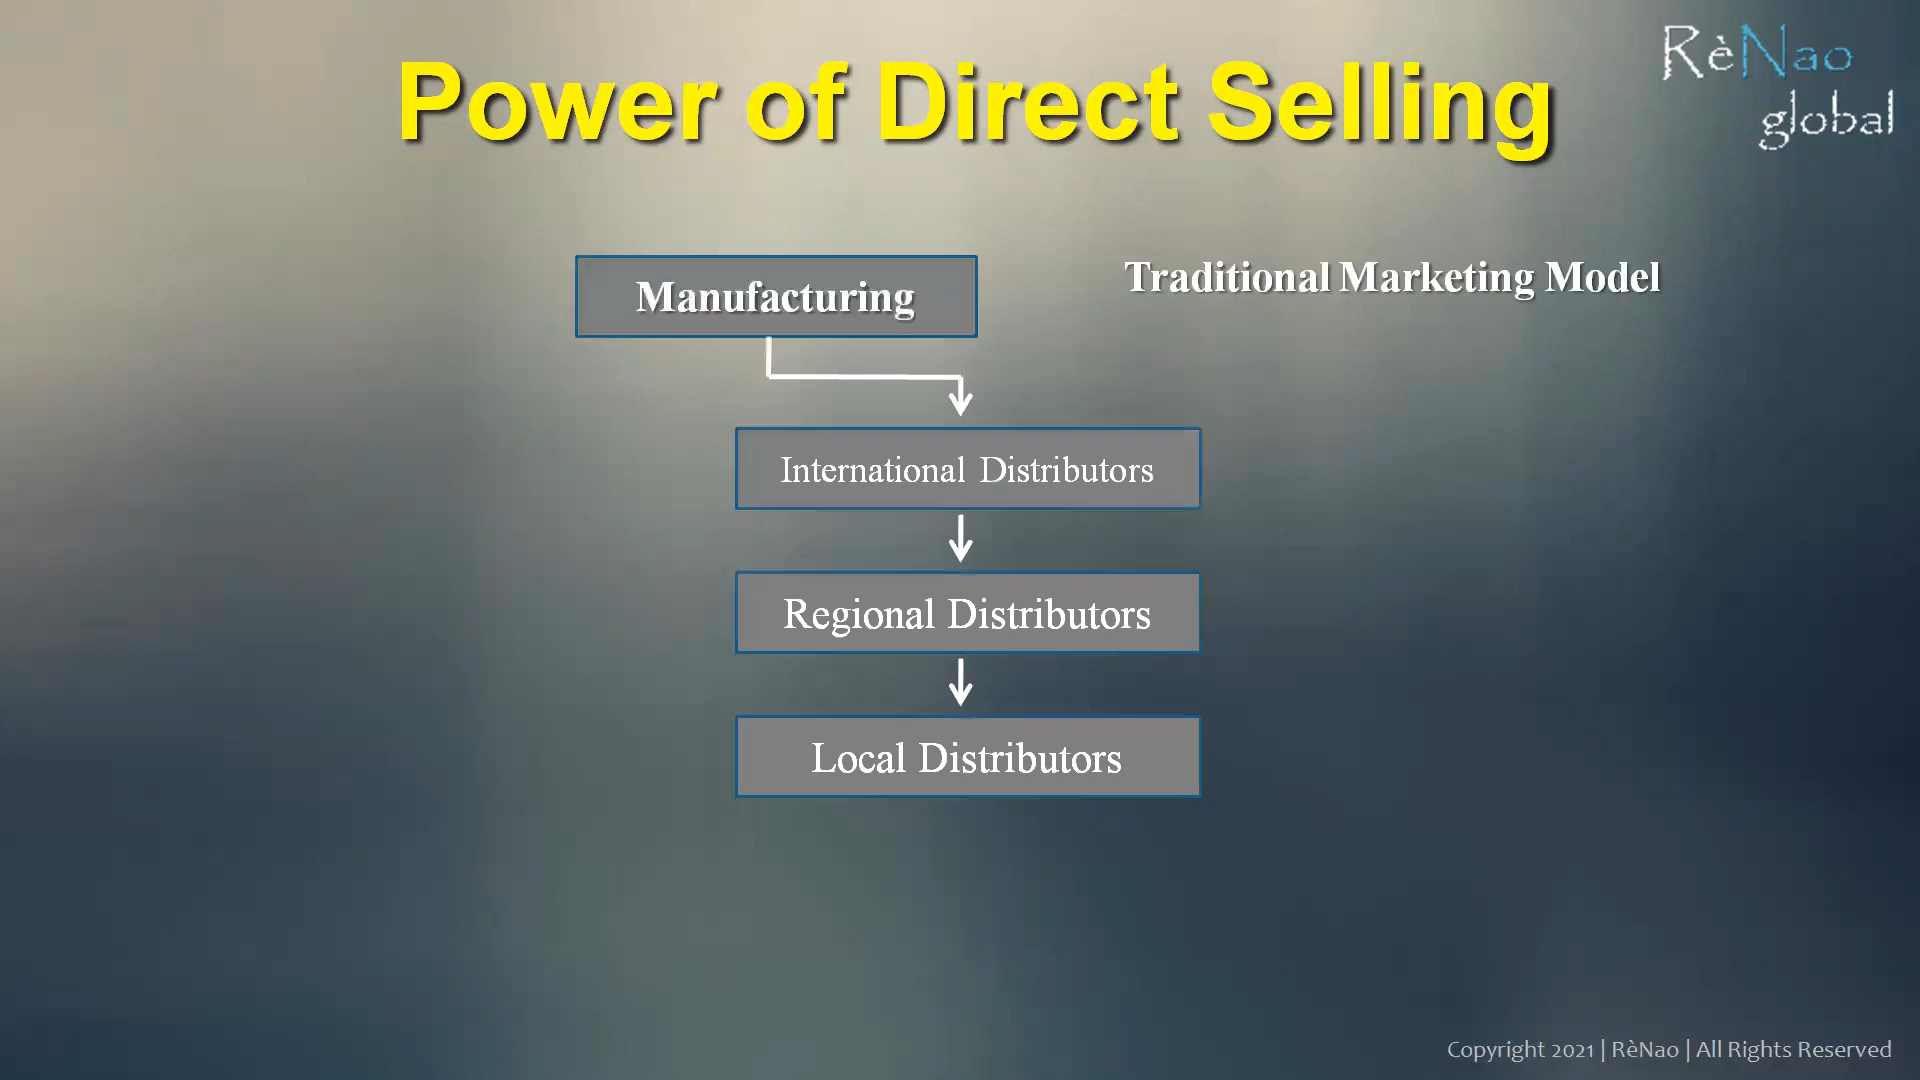 Power of Direct Selling
RèNao
global
Manufacturing
Traditional Marketing Model
International Distributors
Regional Distributors
Local Distributors
Copyright 2021 | RèNao | All Rights Reserved